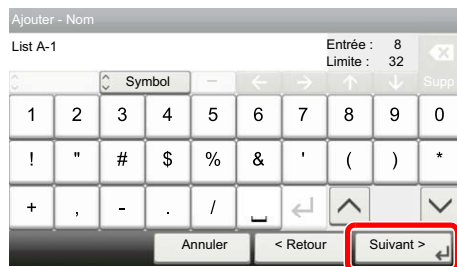 Ajouter - Nom
List A-1
Entrée : 8
Limite : 32
Symbol
Supp
1 2 3 4 5 6 7 8 9 0
! " # $ % & ' ( ) *
+ , - . /
Annuler < Retour Suivant >